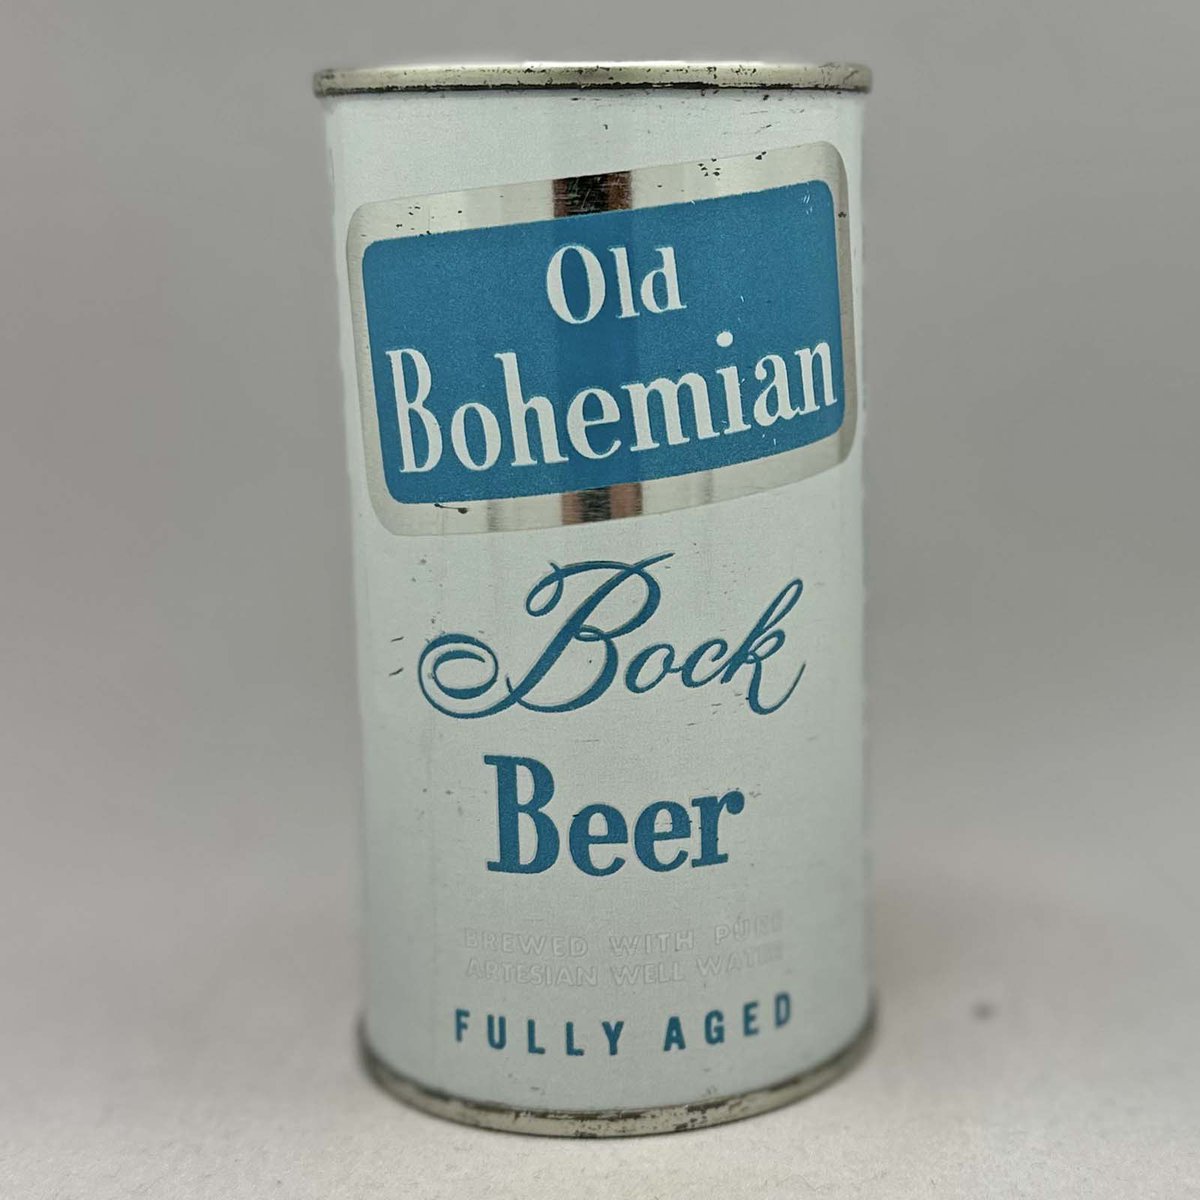 Old
Bohemian
Bock
Beer
BREWED WITH PURE
ARTESIAN WELL WATER
FULLY AGED